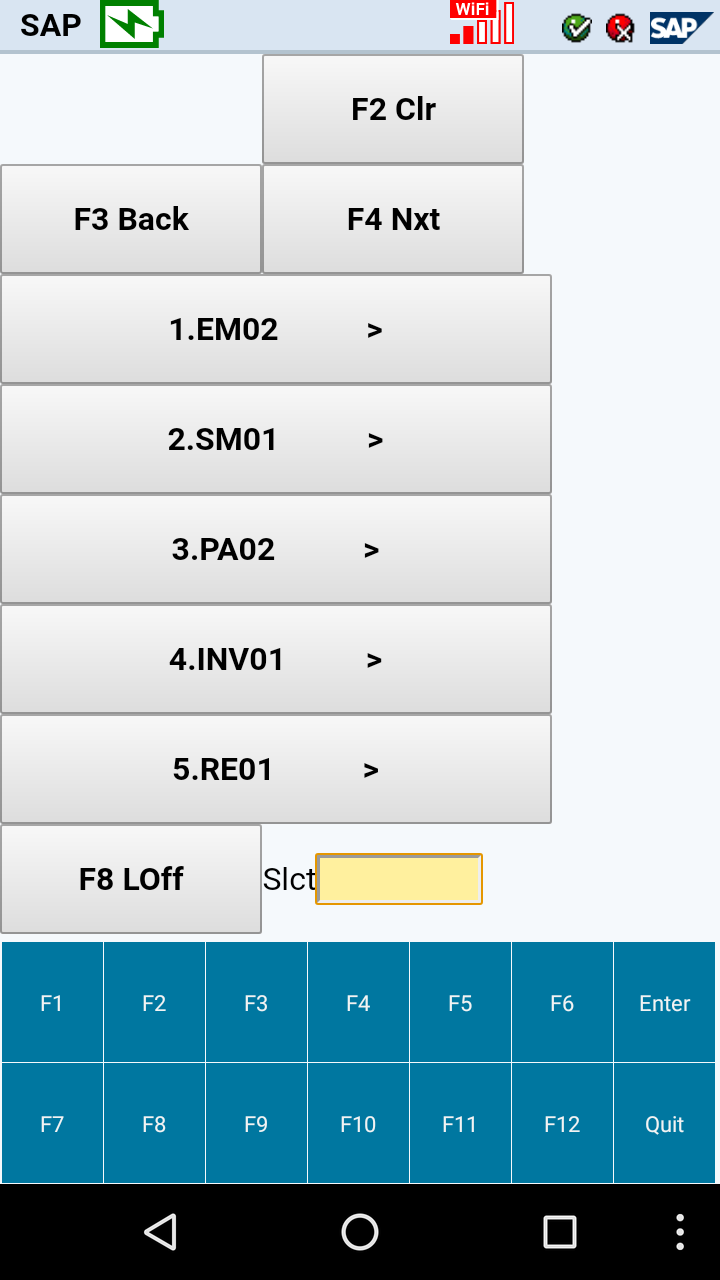 SAP WiFi SAP
F2 Clr
F3 Back F4 Nxt
1.EM02 >
2.SM01 >
3.PA02 >
4.INV01 >
5.RE01 >
F8 LOff Slct
F1 F2 F3 F4 F5 F6 Enter
F7 F8 F9 F10 F11 F12 Quit